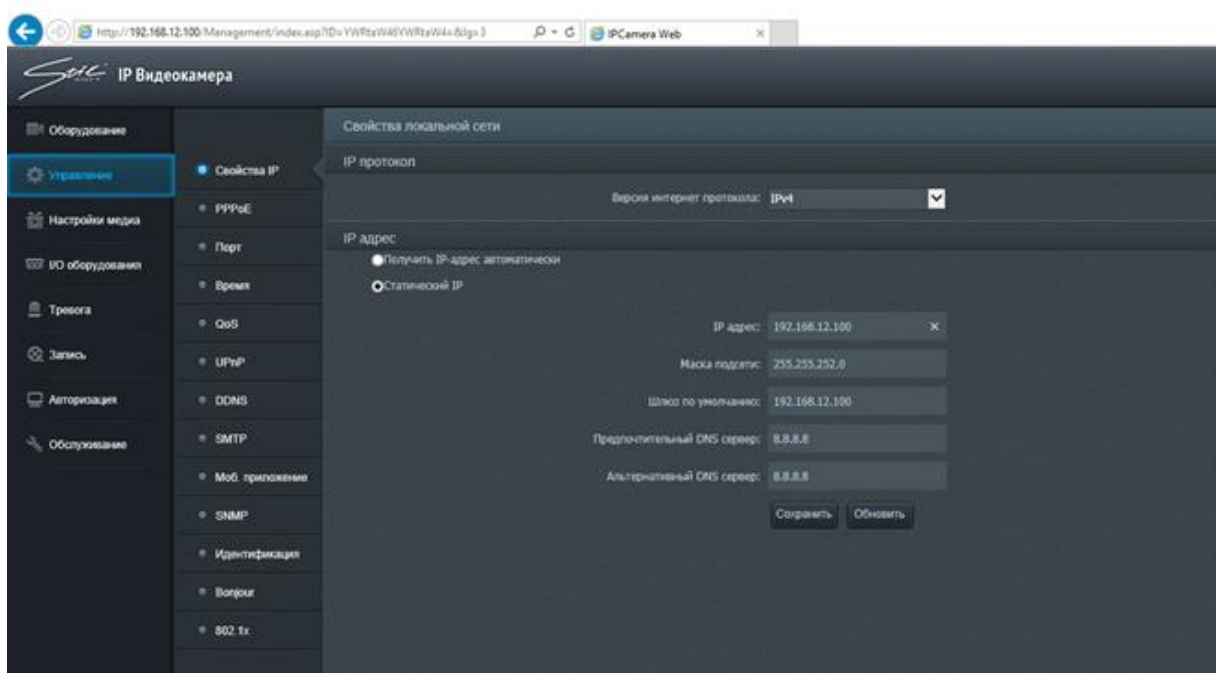 http://192.168.12.100/Management/index.asp?ID=YWRtaW46YWRtaW4=&lg=3
IPCamera Web
IP Видеокамера
Оборудование
Управление
Настройки медиа
I/O оборудования
Тревога
Запись
Авторизация
Обслуживание
Свойства IP
PPPoE
Порт
Время
QoS
UPnP
DDNS
SMTP
Моб. приложение
SNMP
Идентификация
Bonjour
802.1x
Свойства локальной сети
IP протокол
Версия интернет протокола: IPv4
IP адрес
Получить IP-адрес автоматически
Статический IP
IP адрес: 192.168.12.100
Маска подсети: 255.255.252.0
Шлюз по умолчанию: 192.168.12.100
Предпочтительный DNS сервер: 8.8.8.8
Альтернативный DNS сервер: 8.8.8.8
Сохранить Обновить